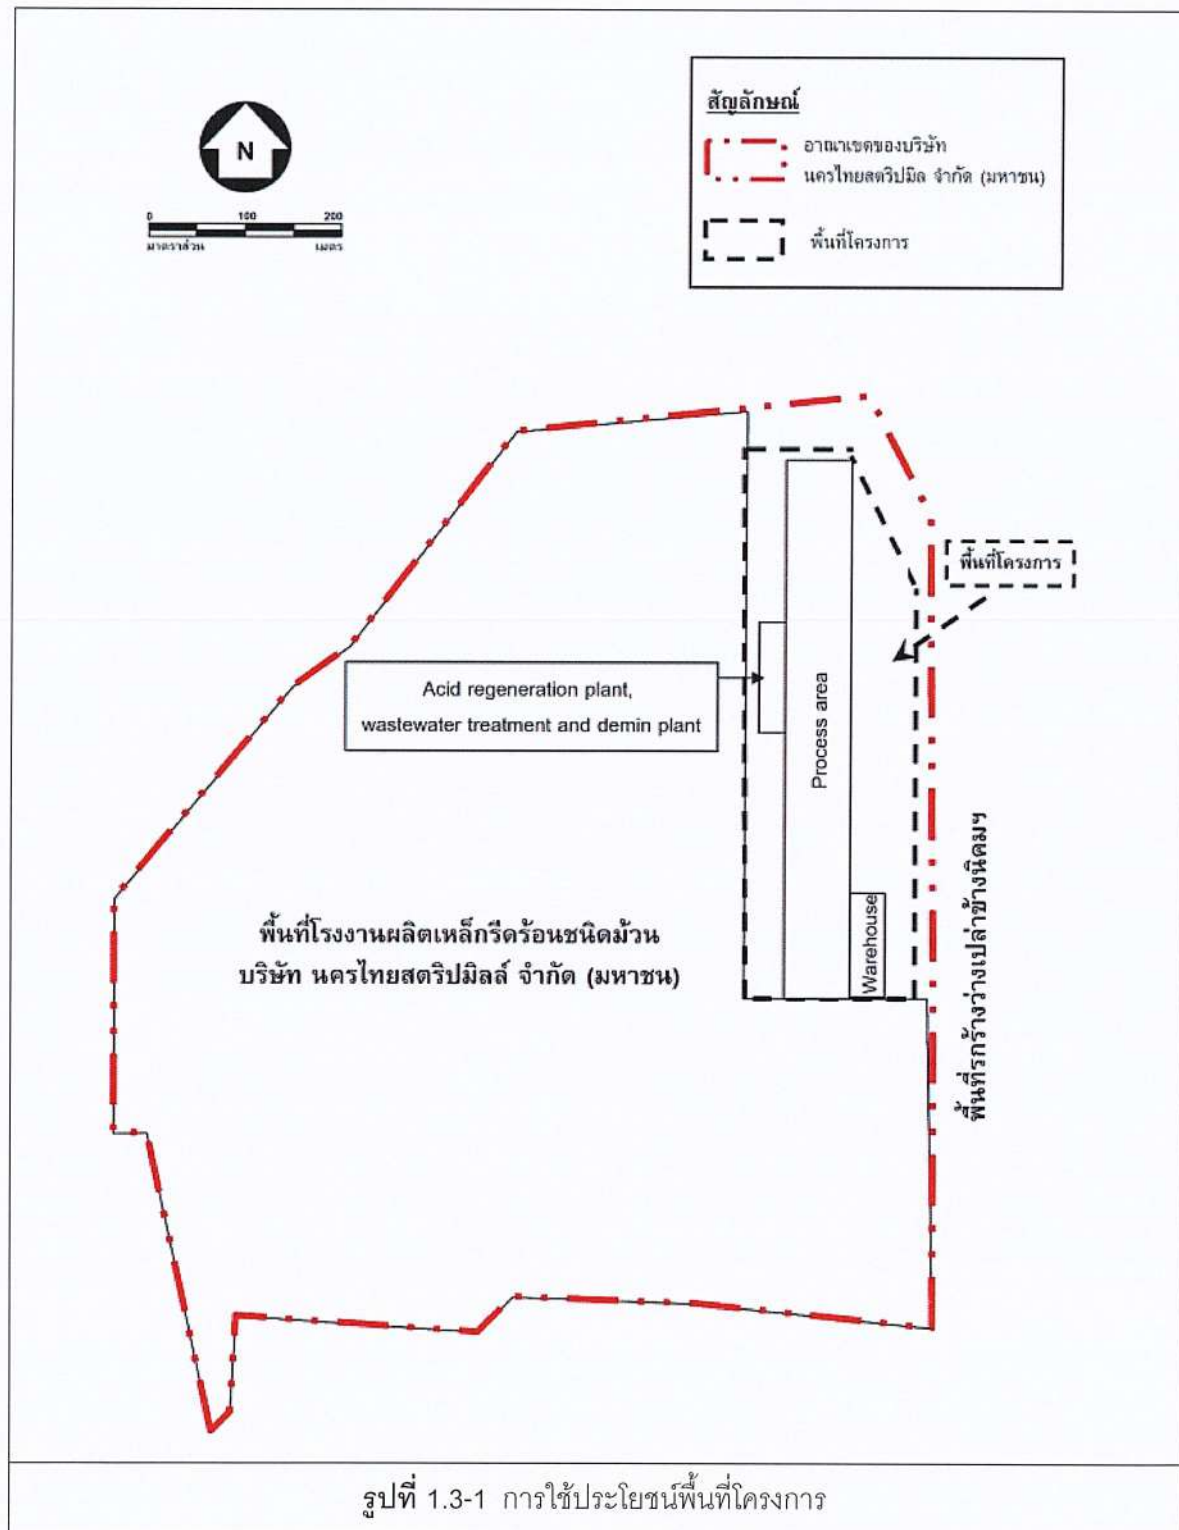 N
0 100 200
มาตราส่วน เมตร
สัญลักษณ์
อาณาเขตของบริษัท
นครไทยสตริปมิล จำกัด (มหาชน)
พื้นที่โครงการ
พื้นที่โครงการ
Acid regeneration plant,
wastewater treatment and demin plant
Process area
Warehouse
พื้นที่รกร้างว่างเปล่าข้างนิคมฯ
พื้นที่โรงงานผลิตเหล็กรีดร้อนชนิดม้วน
บริษัท นครไทยสตริปมิลล์ จำกัด (มหาชน)
รูปที่ 1.3-1 การใช้ประโยชน์พื้นที่โครงการ